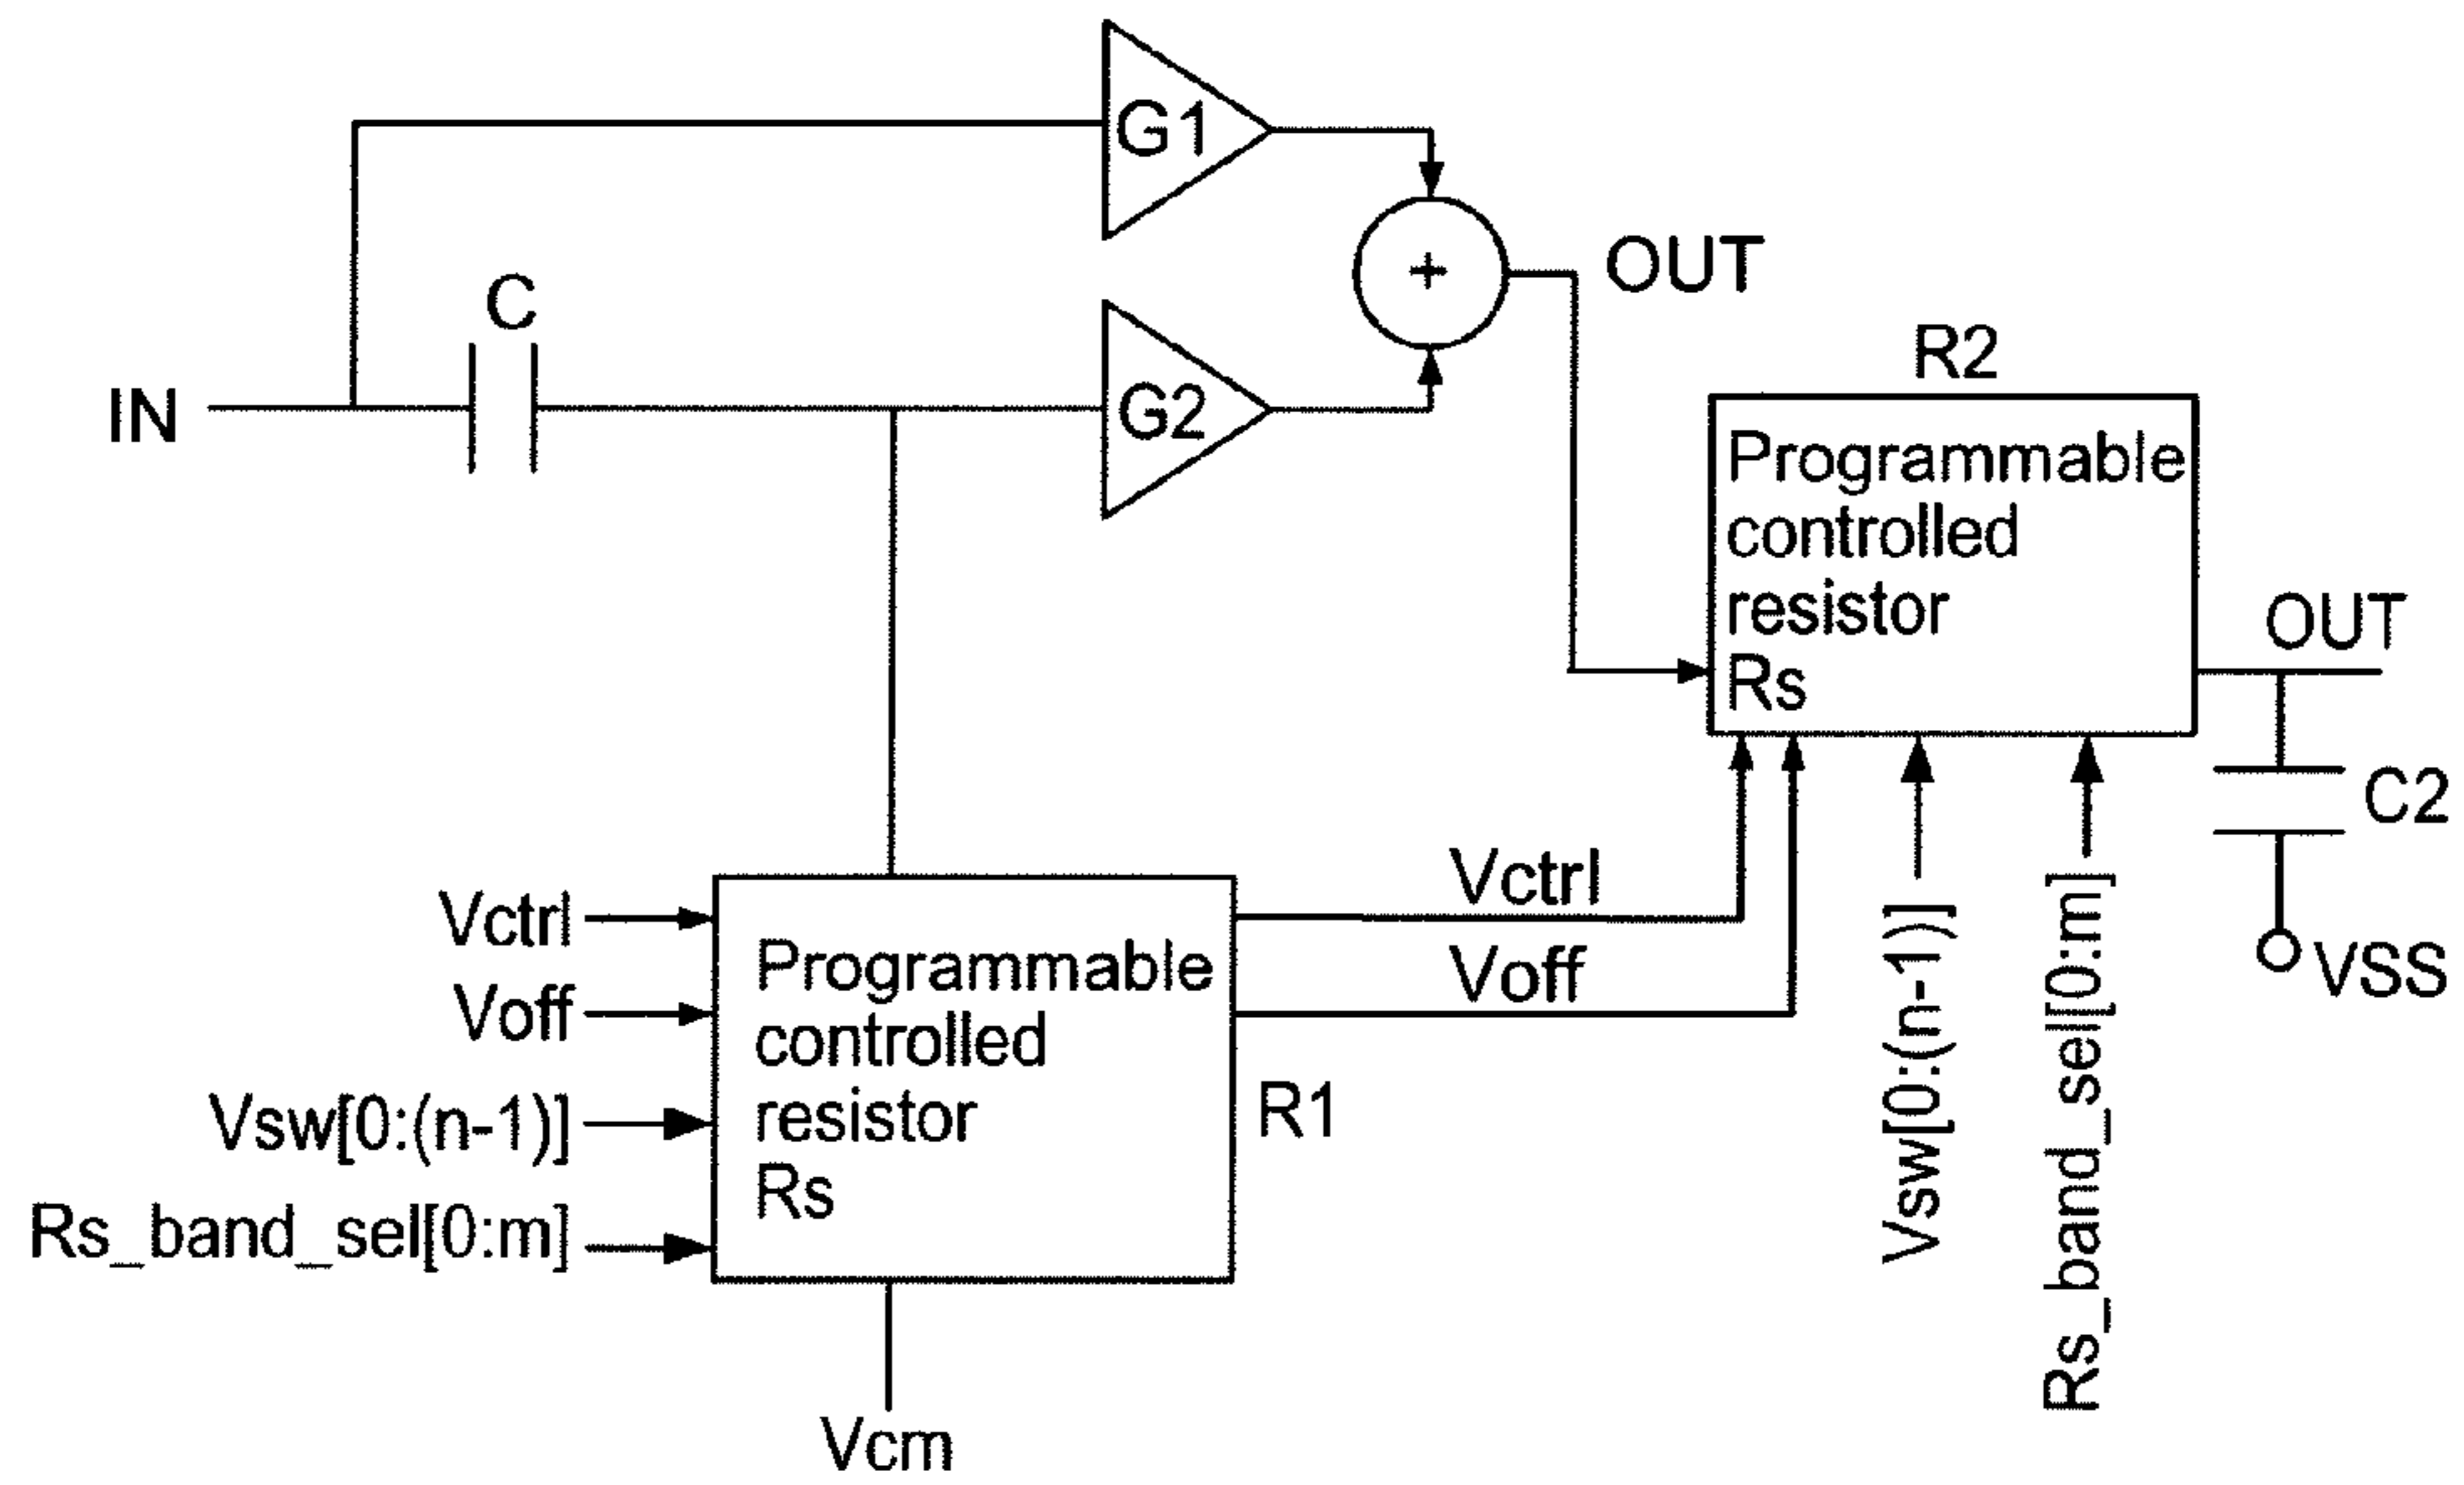 G1
+
OUT
C
IN
G2
R2
Programmable
controlled
resistor
Rs
OUT
C2
VSS
Vctrl
Voff
Vsw[0:(n-1)]
Rs_band_sel[0:m]
Programmable
controlled
resistor
Rs
R1
Vctrl
Voff
Vsw[0:(n-1)]
Rs_band_sel[0:m]
Vcm